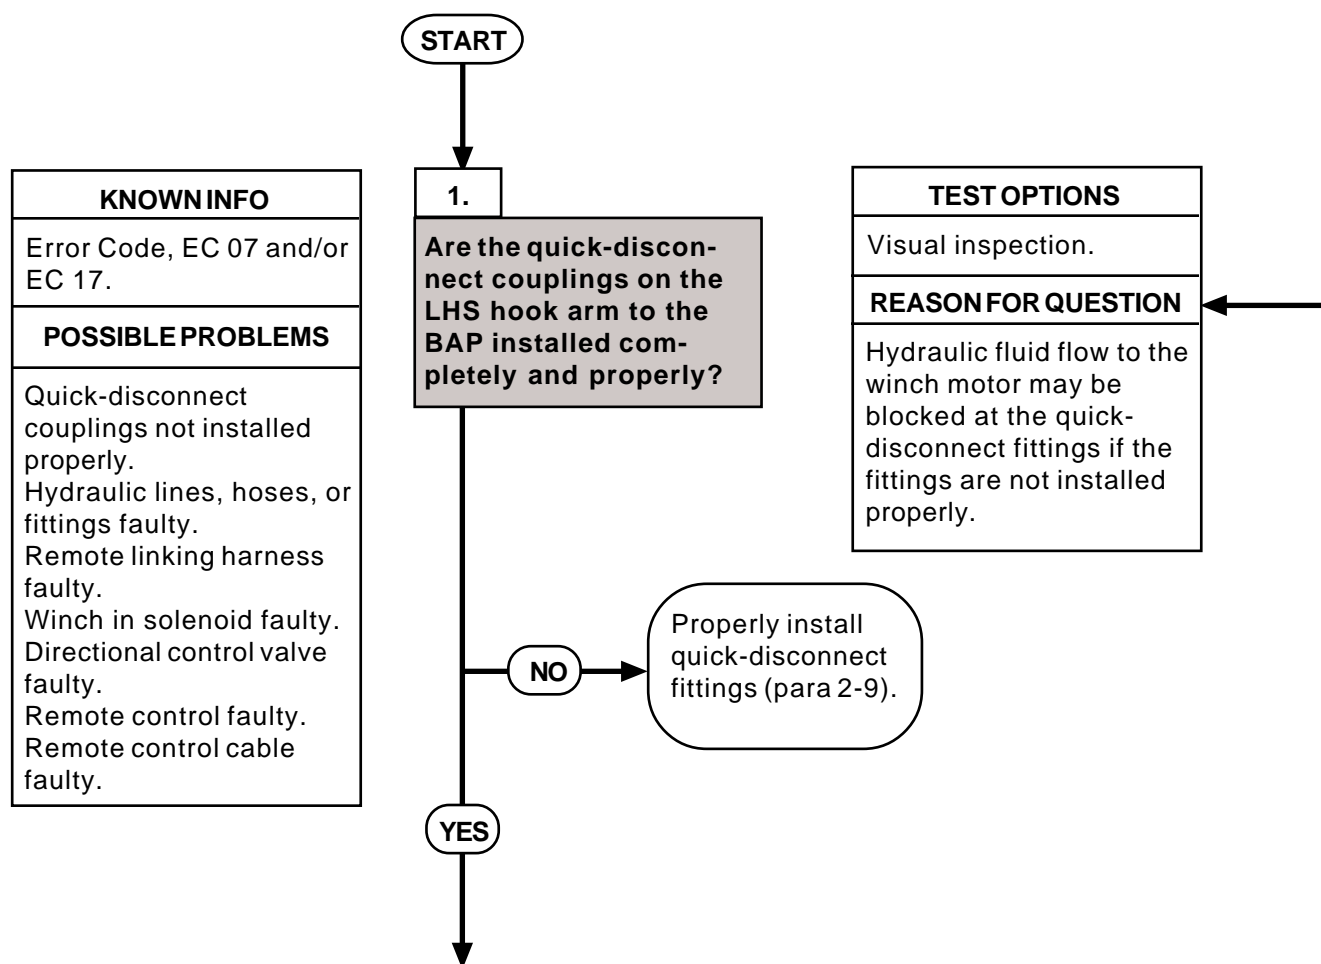 START
KNOWN INFO
Error Code, EC 07 and/or
EC 17.
POSSIBLE PROBLEMS
Quick-disconnect
couplings not installed
properly.
Hydraulic lines, hoses, or
fittings faulty.
Remote linking harness
faulty.
Winch in solenoid faulty.
Directional control valve
faulty.
Remote control faulty.
Remote control cable
faulty.
1.
Are the quick-discon-
nect couplings on the
LHS hook arm to the
BAP installed com-
pletely and properly?
TEST OPTIONS
Visual inspection.
REASON FOR QUESTION
Hydraulic fluid flow to the
winch motor may be
blocked at the quick-
disconnect fittings if the
fittings are not installed
properly.
NO
Properly install
quick-disconnect
fittings (para 2-9).
YES